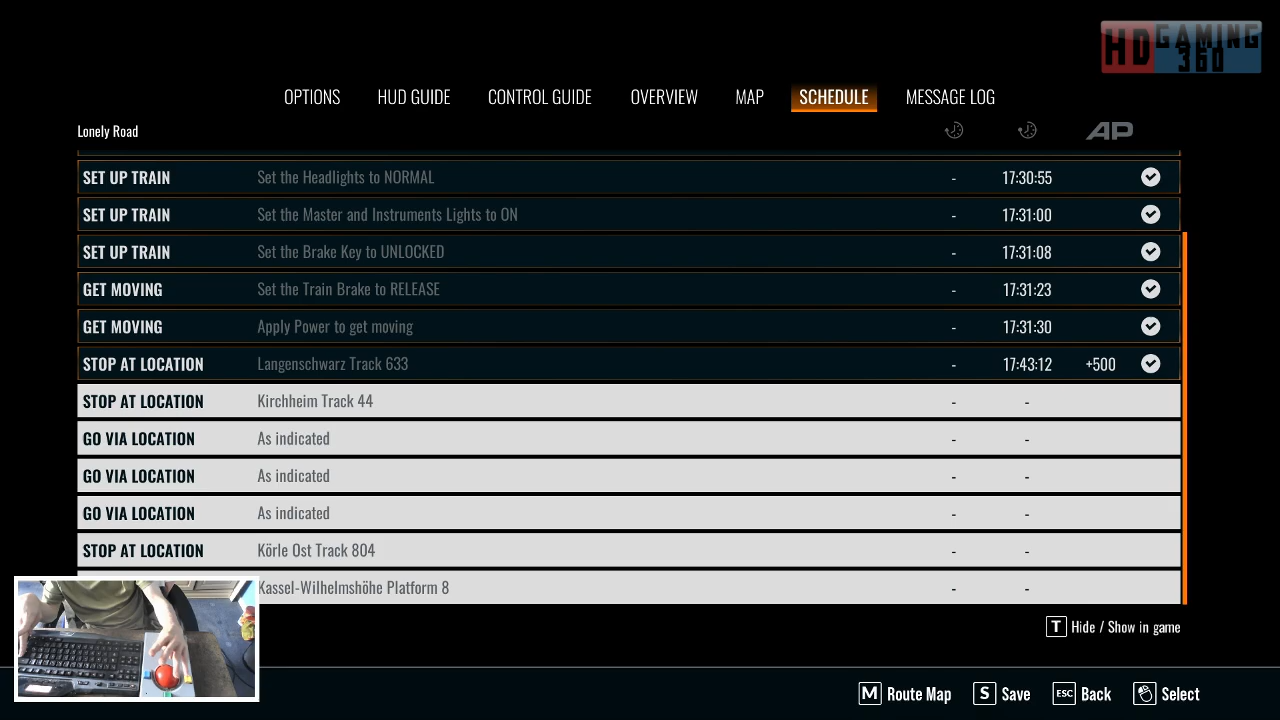 HD GAMING 360
OPTIONS HUD GUIDE CONTROL GUIDE OVERVIEW MAP SCHEDULE MESSAGE LOG
Lonely Road AP
SET UP TRAIN Set the Headlights to NORMAL - 17:30:55
SET UP TRAIN Set the Master and Instruments Lights to ON - 17:31:00
SET UP TRAIN Set the Brake Key to UNLOCKED - 17:31:08
GET MOVING Set the Train Brake to RELEASE - 17:31:23
GET MOVING Apply Power to get moving - 17:31:30
STOP AT LOCATION Langenschwarz Track 633 - 17:43:12 +500
STOP AT LOCATION Kirchheim Track 44 - -
GO VIA LOCATION As indicated - -
GO VIA LOCATION As indicated - -
GO VIA LOCATION As indicated - -
STOP AT LOCATION Körle Ost Track 804 - -
Kassel-Wilhelmshöhe Platform 8 - -
T Hide / Show in game
M Route Map S Save ESC Back Select